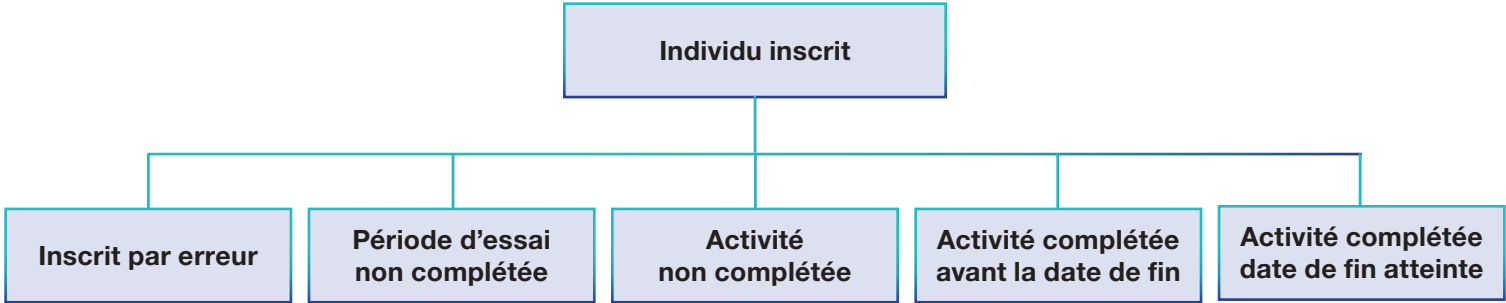 Individu inscrit
Inscrit par erreur
Période d'essai
non complétée
Activité
non complétée
Activité complétée
avant la date de fin
Activité complétée
date de fin atteinte